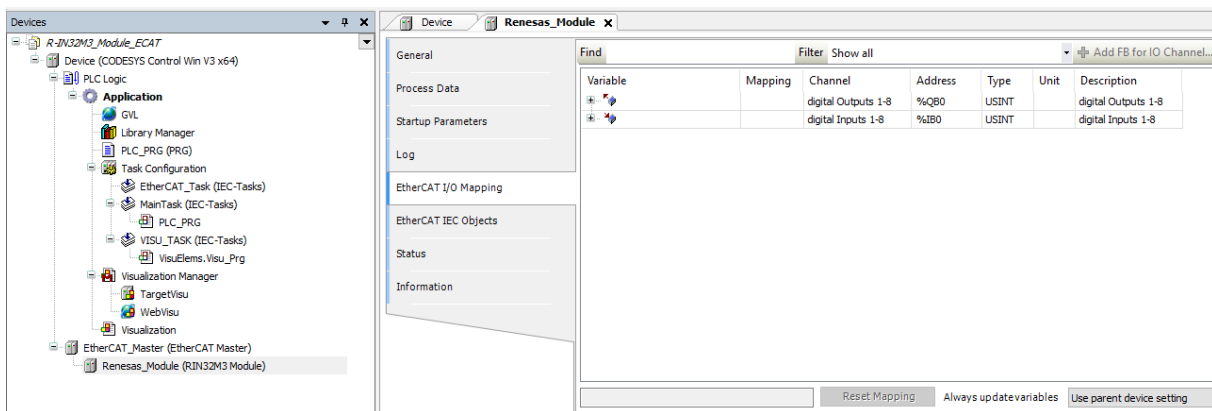 Devices
R-IN32M3_Module_ECAT
Device (CODESYS Control Win V3 x64)
PLC Logic
Application
GVL
Library Manager
PLC_PRG (PRG)
Task Configuration
EtherCAT_Task (IEC-Tasks)
MainTask (IEC-Tasks)
PLC_PRG
VISU_TASK (IEC-Tasks)
VisuElems.Visu_Prg
Visualization Manager
TargetVisu
WebVisu
Visualization
EtherCAT_Master (EtherCAT Master)
Renesas_Module (RIN32M3 Module)
Device Renesas_Module
General
Process Data
Startup Parameters
Log
EtherCAT I/O Mapping
EtherCAT IEC Objects
Status
Information
Find Filter Show all Add FB for IO Channel...
Variable Mapping Channel Address Type Unit Description
digital Outputs 1-8 %QB0 USINT digital Outputs 1-8
digital Inputs 1-8 %IB0 USINT digital Inputs 1-8
Reset Mapping Always update variables Use parent device setting